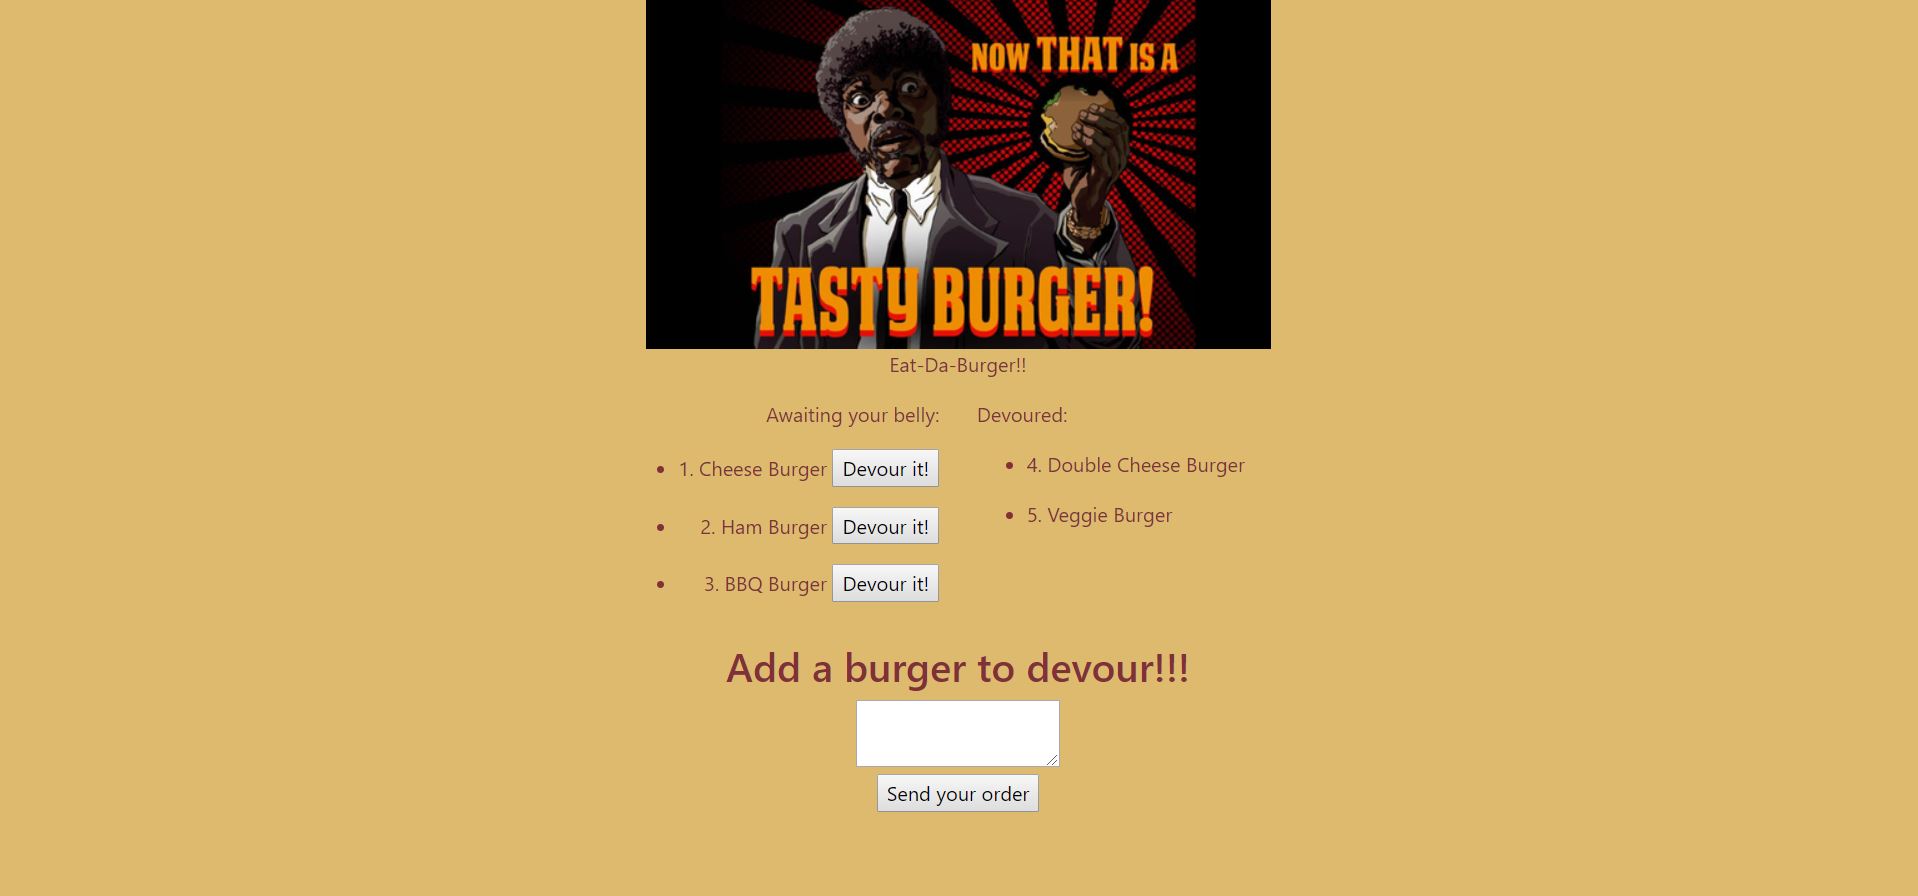 NOW THAT IS A
TASTY BURGER!
Eat-Da-Burger!!
Awaiting your belly:
1. Cheese Burger Devour it!
2. Ham Burger Devour it!
3. BBQ Burger Devour it!
Devoured:
4. Double Cheese Burger
5. Veggie Burger
Add a burger to devour!!!
Send your order